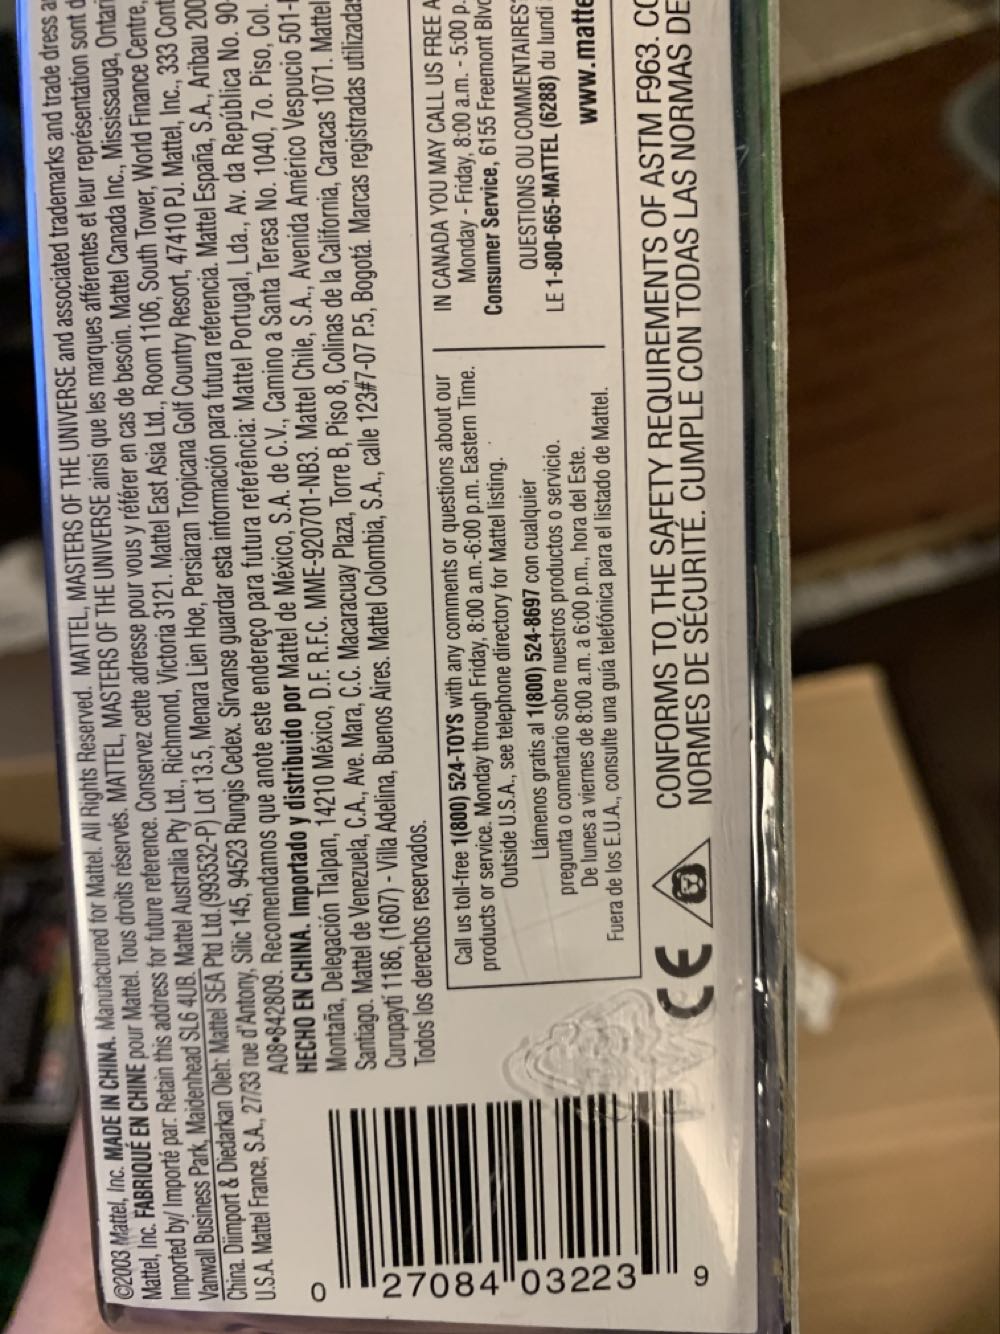 ©2003 Mattel, Inc. MADE IN CHINA. Manufactured for Mattel. All Rights Reserved. MATTEL, MASTERS OF THE UNIVERSE and associated trademarks and trade dress
Mattel, Inc. FABRIQUÉ EN CHINE pour Mattel. Tous droits réservés. MATTEL, MASTERS OF THE UNIVERSE ainsi que les marques afférentes et leur représentation sont
Imported by/ Importé par: Retain this address for future reference. Conservez cette adresse pour vous y référer en cas de besoin. Mattel Canada Inc., Mississauga,
Vanwall Business Park, Maidenhead SL6 4UB. Mattel Australia Pty Ltd., Richmond, Victoria 3121. Mattel East Asia Ltd., Room 1106, South Tower, World Finance Centre,
China. Diimport & Diedarkan Oleh: Mattel SEA Ptd Ltd.(993532-P) Lot 13.5, Menara Lien Hoe, Persiaran Tropicana Golf Country Resort, 47410 PJ. Mattel, Inc., 333
U.S.A. Mattel France, S.A., 27/33 rue d'Antony, Silic 145, 94523 Rungis Cedex. Sírvanse guardar esta información para futura referencia. Mattel España, S.A., Aribau
A08•842809. Recomendamos que anote este endereço para futura referência: Mattel Portugal, Lda., Av. da República No.
HECHO EN CHINA. Importado y distribuido por Mattel de México, S.A. de C.V., Camino a Santa Teresa No. 1040, 7o. Piso, Col.
Montaña, Delegación Tlalpan, 14210 México, D.F. R.F.C. MME-920701-NB3. Mattel Chile, S.A., Avenida Américo Vespucio
Santiago. Mattel de Venezuela, C.A., Ave. Mara, C.C. Macaracuay Plaza, Torre B, Piso 8, Colinas de la California, Caracas 1071. Mattel
Curupaytí 1186, (1607) - Villa Adelina, Buenos Aires. Mattel Colombia, S.A., calle 123#7-07 P.5, Bogotá. Marcas registradas utilizadas
Todos los derechos reservados.
Call us toll-free 1(800) 524-TOYS with any comments or questions about our
products or service. Monday through Friday, 8:00 a.m.-6:00 p.m. Eastern Time.
Outside U.S.A., see telephone directory for Mattel listing.
Llámenos gratis al 1(800) 524-8697 con cualquier
pregunta o comentario sobre nuestros productos o servicio.
De lunes a viernes de 8:00 a.m. a 6:00 p.m., hora del Este.
Fuera de los E.U.A., consulte una guía telefónica para el listado de Mattel.
IN CANADA YOU MAY CALL US FREE
Monday - Friday, 8:00 a.m. - 5:00 p.
Consumer Service, 6155 Freemont
QUESTIONS OU COMMENTAIRES
LE 1-800-665-MATTEL (6288) du lundi
www.matte
CE CONFORMS TO THE SAFETY REQUIREMENTS OF ASTM F963.
NORMES DE SÉCURITÉ. CUMPLE CON TODAS LAS NORMAS DE
0 27084 03223 9